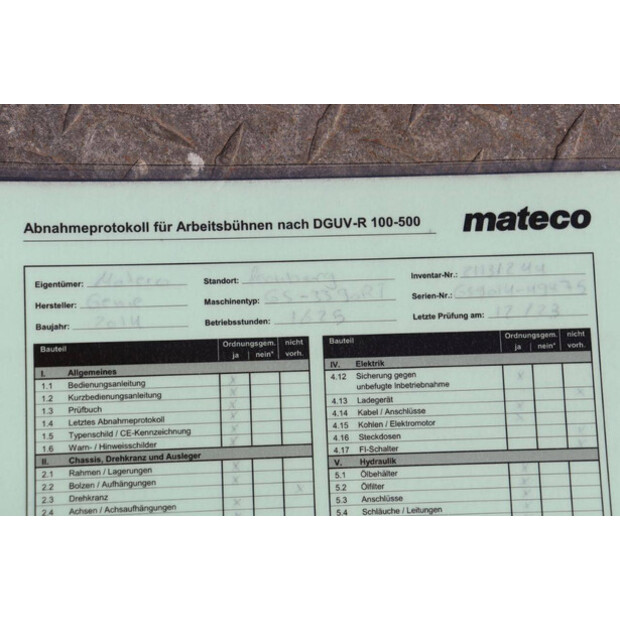 Abnahmeprotokoll für Arbeitsbühnen nach DGUV-R 100-500
mateco
Eigentümer: Mateco
Standort:
Inventar-Nr.:
Hersteller: Genie
Maschinentyp: GS-3390RT
Serien-Nr.:
Baujahr: 2014
Betriebsstunden:
Letzte Prüfung am: 12/23
Bauteil
Ordnungsgem.
ja
nein*
nicht
vorh.
I. Allgemeines
1.1 Bedienungsanleitung x
1.2 Kurzbedienungsanleitung x
1.3 Prüfbuch x
1.4 Letztes Abnahmeprotokoll x
1.5 Typenschild / CE-Kennzeichnung x
1.6 Warn- / Hinweisschilder x
II. Chassis, Drehkranz und Ausleger
2.1 Rahmen / Lagerungen x
2.2 Bolzen / Aufhängungen x
2.3 Drehkranz x
2.4 Achsen / Achsaufhängungen x
Bauteil
Ordnungsgem.
ja
nein*
nicht
vorh.
IV. Elektrik
4.12 Sicherung gegen
unbefugte Inbetriebnahme x
4.13 Ladegerät x
4.14 Kabel / Anschlüsse x
4.15 Kohlen / Elektromotor
4.16 Steckdosen x
4.17 FI-Schalter
V. Hydraulik
5.1 Ölbehälter x
5.2 Ölfilter x
5.3 Anschlüsse x
5.4 Schläuche / Leitungen x